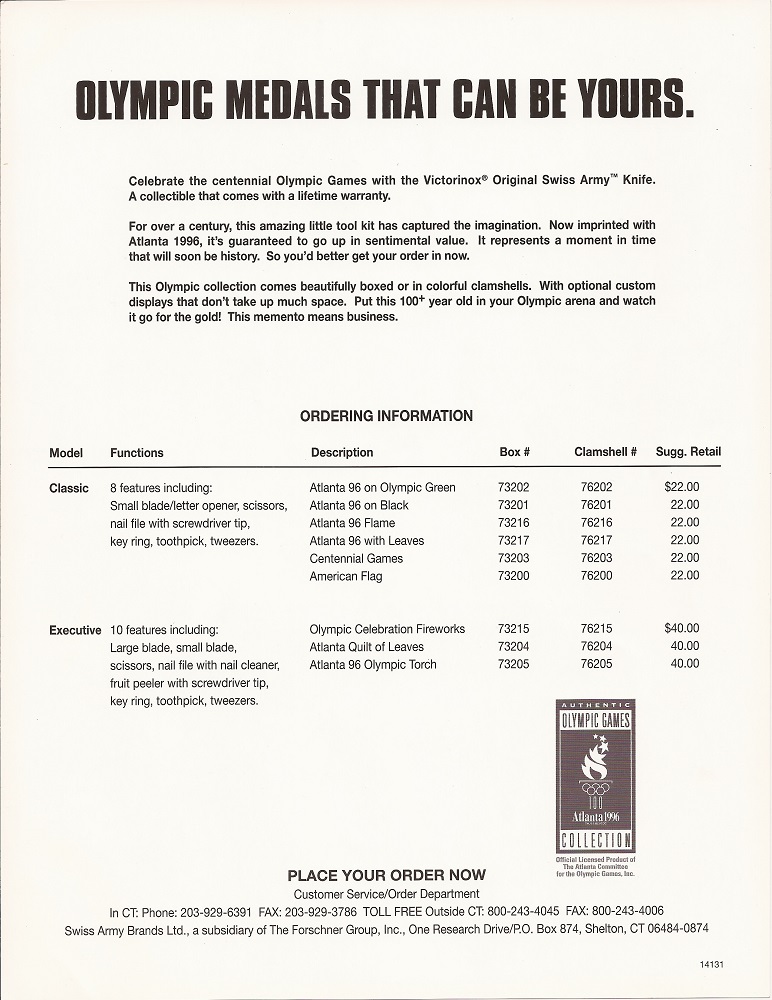 OLYMPIC MEDALS THAT CAN BE YOURS.
Celebrate the centennial Olympic Games with the Victorinox® Original Swiss Army™ Knife.
A collectible that comes with a lifetime warranty.
For over a century, this amazing little tool kit has captured the imagination. Now imprinted with
Atlanta 1996, it's guaranteed to go up in sentimental value. It represents a moment in time
that will soon be history. So you'd better get your order in now.
This Olympic collection comes beautifully boxed or in colorful clamshells. With optional custom
displays that don't take up much space. Put this 100+ year old in your Olympic arena and watch
it go for the gold! This memento means business.
ORDERING INFORMATION
Model Functions Description Box # Clamshell # Sugg. Retail
Classic 8 features including: Atlanta 96 on Olympic Green 73202 76202 $22.00
Small blade/letter opener, scissors, Atlanta 96 on Black 73201 76201 22.00
nail file with screwdriver tip, Atlanta 96 Flame 73216 76216 22.00
key ring, toothpick, tweezers. Atlanta 96 with Leaves 73217 76217 22.00
Centennial Games 73203 76203 22.00
American Flag 73200 76200 22.00
Executive 10 features including: Olympic Celebration Fireworks 73215 76215 $40.00
Large blade, small blade, Atlanta Quilt of Leaves 73204 76204 40.00
scissors, nail file with nail cleaner, Atlanta 96 Olympic Torch 73205 76205 40.00
fruit peeler with screwdriver tip,
key ring, toothpick, tweezers.
AUTHENTIC
OLYMPIC GAMES
100
Atlanta 1996
COLLECTION
Official Licensed Product of
The Atlanta Committee
for the Olympic Games, Inc.
PLACE YOUR ORDER NOW
Customer Service/Order Department
In CT: Phone: 203-929-6391 FAX: 203-929-3786 TOLL FREE Outside CT: 800-243-4045 FAX: 800-243-4006
Swiss Army Brands Ltd., a subsidiary of The Forschner Group, Inc., One Research Drive/P.O. Box 874, Shelton, CT 06484-0874
14131